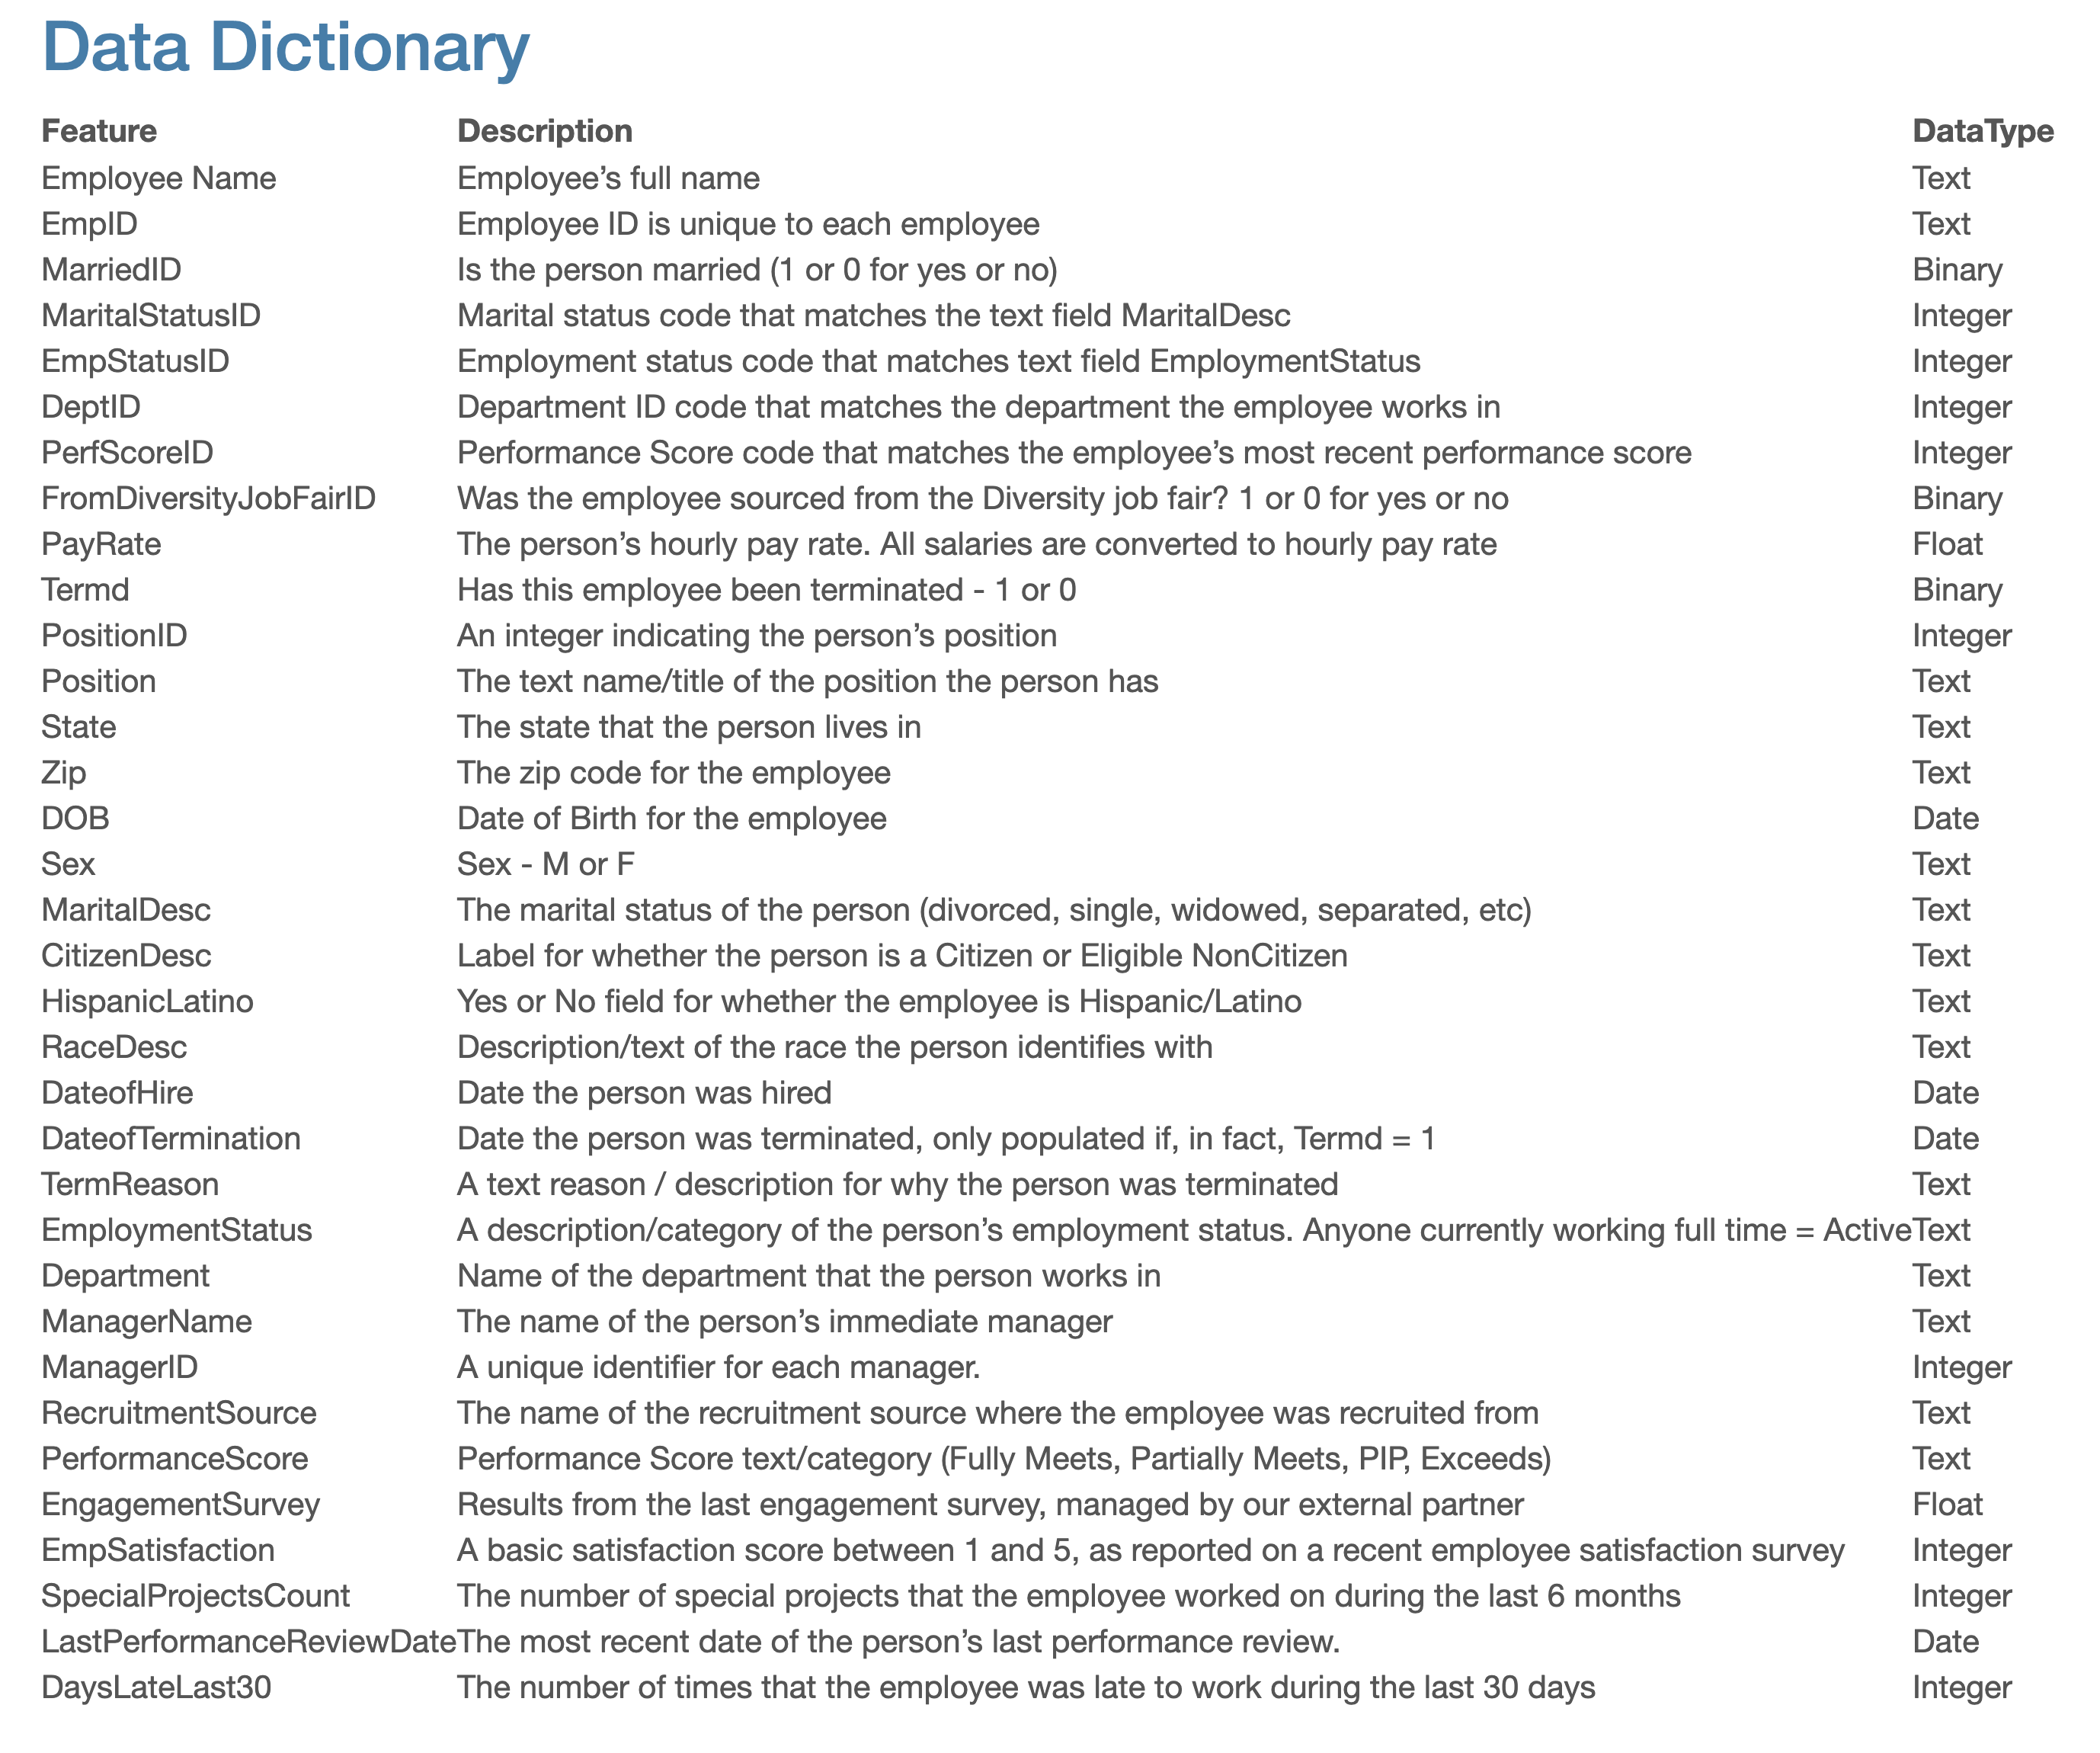 Data Dictionary
Feature Description DataType
Employee Name Employee’s full name Text
EmpID Employee ID is unique to each employee Text
MarriedID Is the person married (1 or 0 for yes or no) Binary
MaritalStatusID Marital status code that matches the text field MaritalDesc Integer
EmpStatusID Employment status code that matches text field EmploymentStatus Integer
DeptID Department ID code that matches the department the employee works in Integer
PerfScoreID Performance Score code that matches the employee’s most recent performance score Integer
FromDiversityJobFairID Was the employee sourced from the Diversity job fair? 1 or 0 for yes or no Binary
PayRate The person’s hourly pay rate. All salaries are converted to hourly pay rate Float
Termd Has this employee been terminated - 1 or 0 Binary
PositionID An integer indicating the person’s position Integer
Position The text name/title of the position the person has Text
State The state that the person lives in Text
Zip The zip code for the employee Text
DOB Date of Birth for the employee Date
Sex Sex - M or F Text
MaritalDesc The marital status of the person (divorced, single, widowed, separated, etc) Text
CitizenDesc Label for whether the person is a Citizen or Eligible NonCitizen Text
HispanicLatino Yes or No field for whether the employee is Hispanic/Latino Text
RaceDesc Description/text of the race the person identifies with Text
DateofHire Date the person was hired Date
DateofTermination Date the person was terminated, only populated if, in fact, Termd = 1 Date
TermReason A text reason / description for why the person was terminated Text
EmploymentStatus A description/category of the person’s employment status. Anyone currently working full time = Active Text
Department Name of the department that the person works in Text
ManagerName The name of the person’s immediate manager Text
ManagerID A unique identifier for each manager. Integer
RecruitmentSource The name of the recruitment source where the employee was recruited from Text
PerformanceScore Performance Score text/category (Fully Meets, Partially Meets, PIP, Exceeds) Text
EngagementSurvey Results from the last engagement survey, managed by our external partner Float
EmpSatisfaction A basic satisfaction score between 1 and 5, as reported on a recent employee satisfaction survey Integer
SpecialProjectsCount The number of special projects that the employee worked on during the last 6 months Integer
LastPerformanceReviewDate The most recent date of the person’s last performance review. Date
DaysLateLast30 The number of times that the employee was late to work during the last 30 days Integer